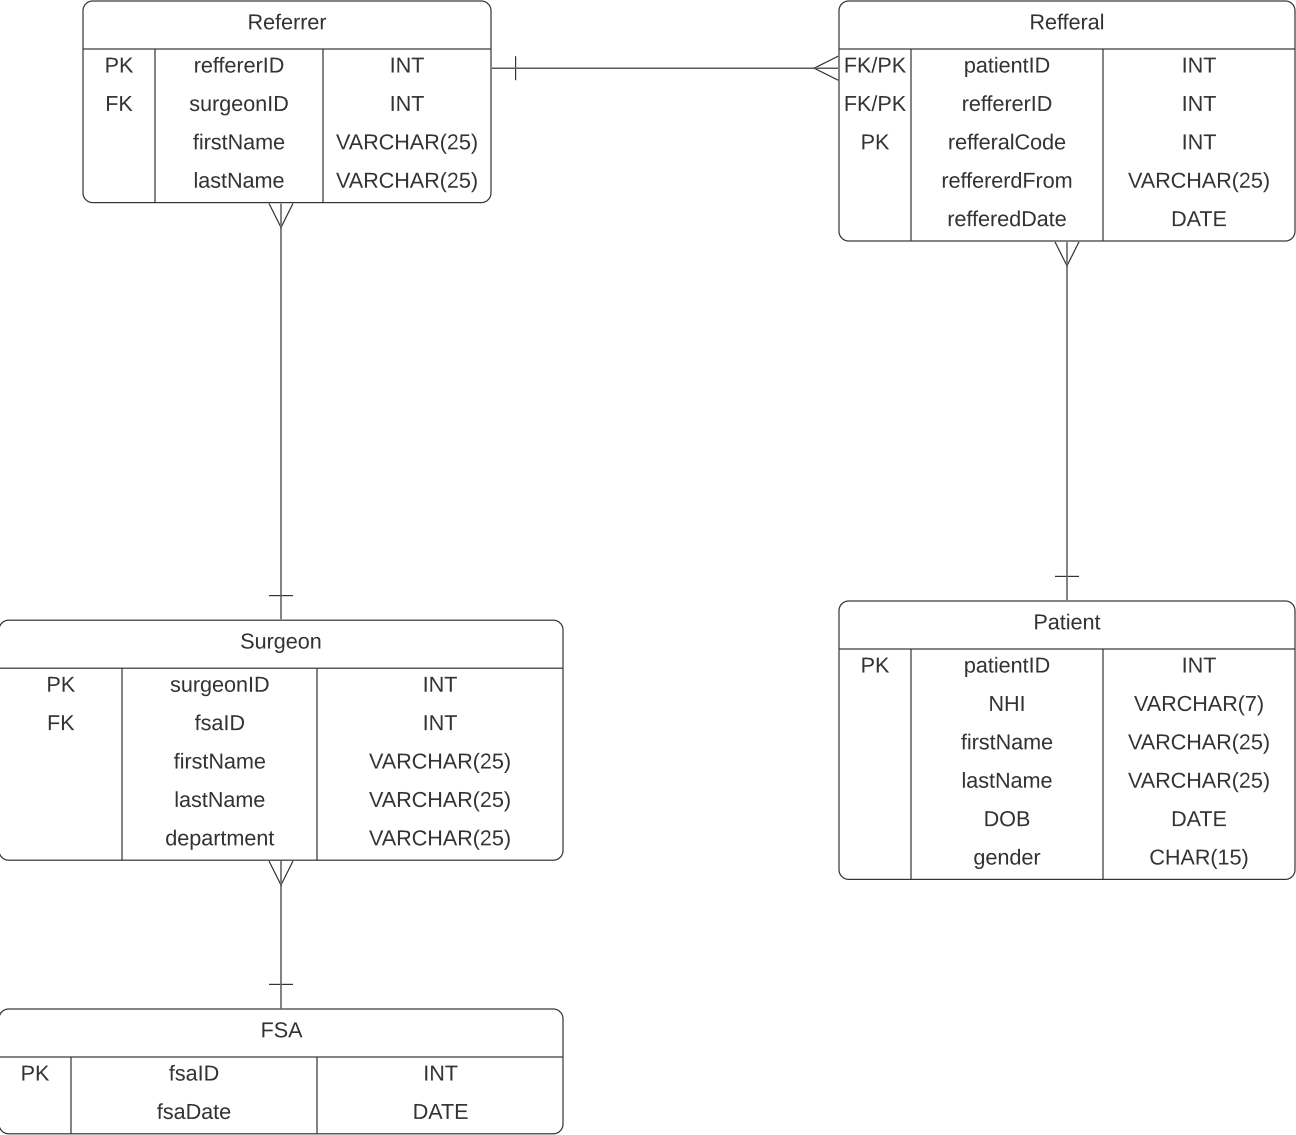 Referrer
PK reffererID INT
FK surgeonID INT
firstName VARCHAR(25)
lastName VARCHAR(25)
Refferal
FK/PK patientID INT
FK/PK reffererID INT
PK refferalCode INT
reffererdFrom VARCHAR(25)
refferedDate DATE
Surgeon
PK surgeonID INT
FK fsaID INT
firstName VARCHAR(25)
lastName VARCHAR(25)
department VARCHAR(25)
Patient
PK patientID INT
NHI VARCHAR(7)
firstName VARCHAR(25)
lastName VARCHAR(25)
DOB DATE
gender CHAR(15)
FSA
PK fsaID INT
fsaDate DATE